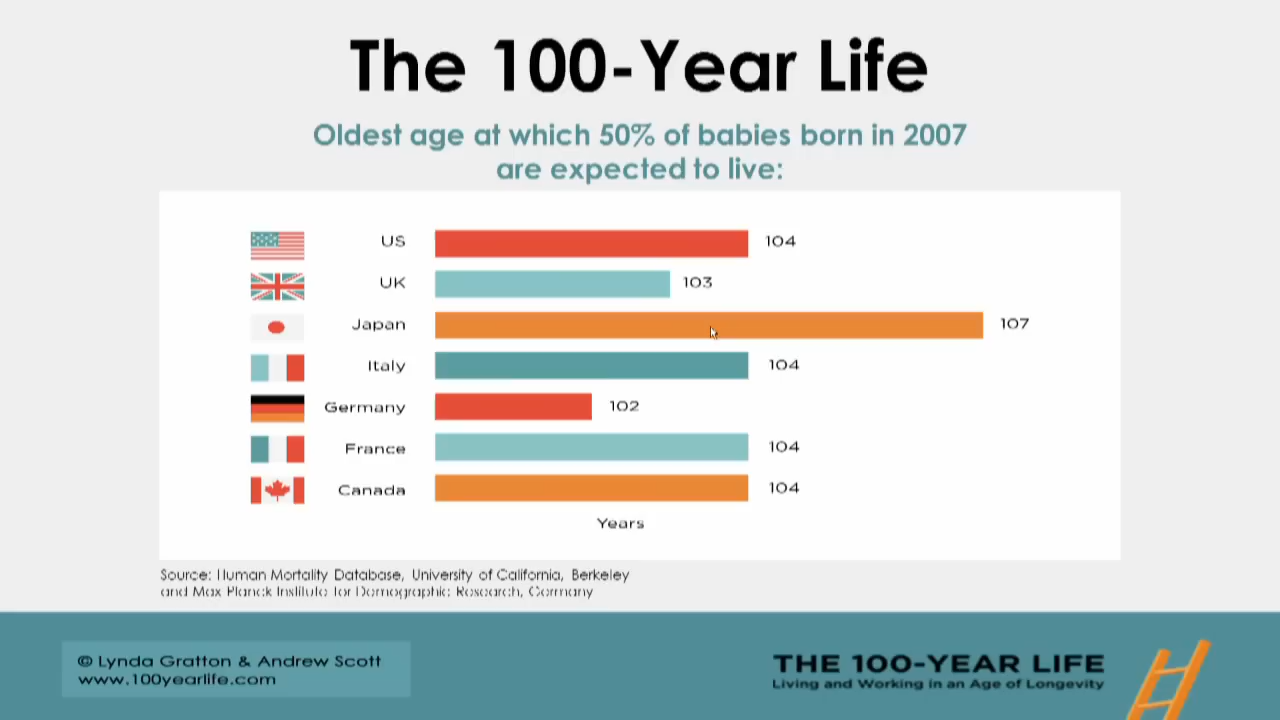 The 100-Year Life
Oldest age at which 50% of babies born in 2007
are expected to live:
US 104
UK 103
Japan 107
Italy 104
Germany 102
France 104
Canada 104
Years
Source: Human Mortality Database, University of California, Berkeley
and Max Planck Institute for Demographic Research, Germany
© Lynda Gratton & Andrew Scott
www.100yearlife.com
THE 100-YEAR LIFE
Living and Working in an Age of Longevity